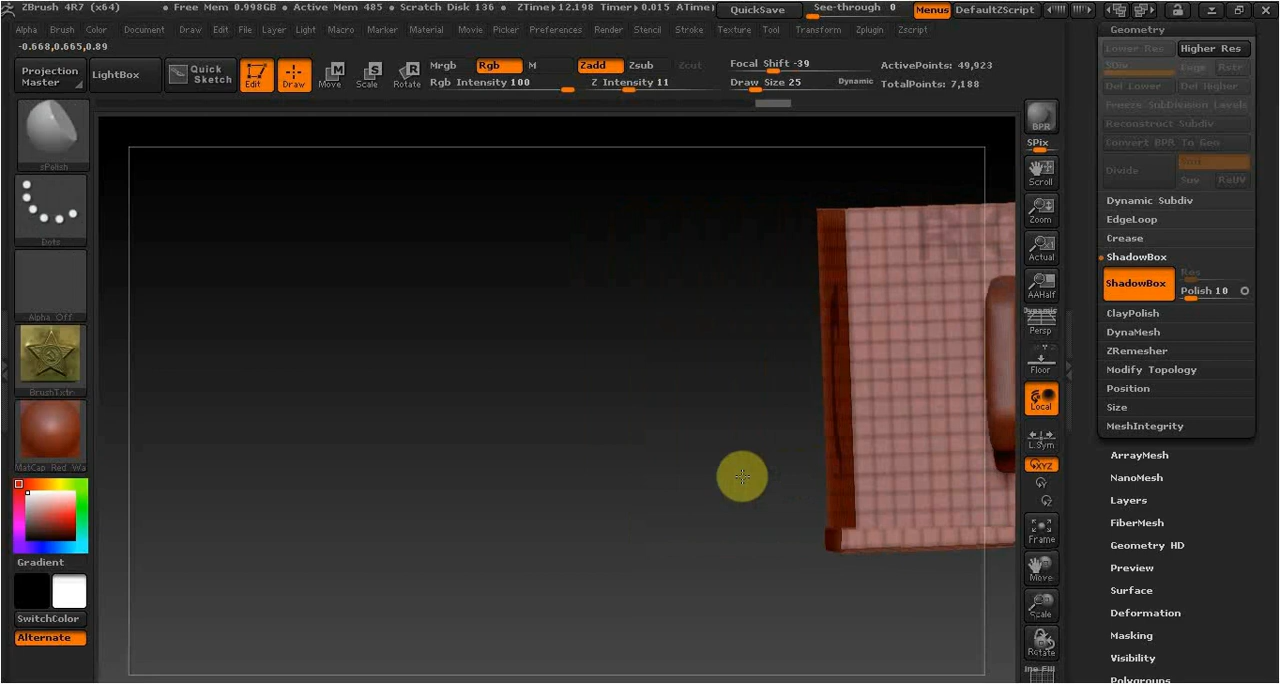 ZBrush 4R7 (x64) • Free Mem 0.998GB • Active Mem 485 • Scratch Disk 136 • ZTime▸12.198 Timer▸0.015 ATime▸ QuickSave See-through 0 Menus DefaultZScript
Alpha Brush Color Document Draw Edit File Layer Light Macro Marker Material Movie Picker Preferences Render Stencil Stroke Texture Tool Transform Zplugin Zscript
-0.668,0.665,0.89
Projection Master
LightBox
Quick Sketch
Edit
Draw
Move
Scale
Rotate
Mrgb Rgb M
Rgb Intensity 100
Zadd Zsub Zcut
Z Intensity 11
Focal Shift -39
Draw Size 25 Dynamic
ActivePoints: 49,923
TotalPoints: 7,188
sPolish
Dots
Alpha Off
BrushTxtr
MatCap Red Wa
Gradient
SwitchColor
Alternate
BPR
SPix
Scroll
Zoom
Actual
AAHalf
Dynamic
Persp
Floor
Local
L.Sym
XYZ
Frame
Move
Scale
Rotate
Line Fill
Geometry
Lower Res Higher Res
SDiv Cage Rstr
Del Lower Del Higher
Freeze SubDivision Levels
Reconstruct Subdiv
Convert BPR To Geo
Divide Smt
Suv ReUV
Dynamic Subdiv
EdgeLoop
Crease
ShadowBox
ShadowBox Res
Polish 10
ClayPolish
DynaMesh
ZRemesher
Modify Topology
Position
Size
MeshIntegrity
ArrayMesh
NanoMesh
Layers
FiberMesh
Geometry HD
Preview
Surface
Deformation
Masking
Visibility
Polygroups